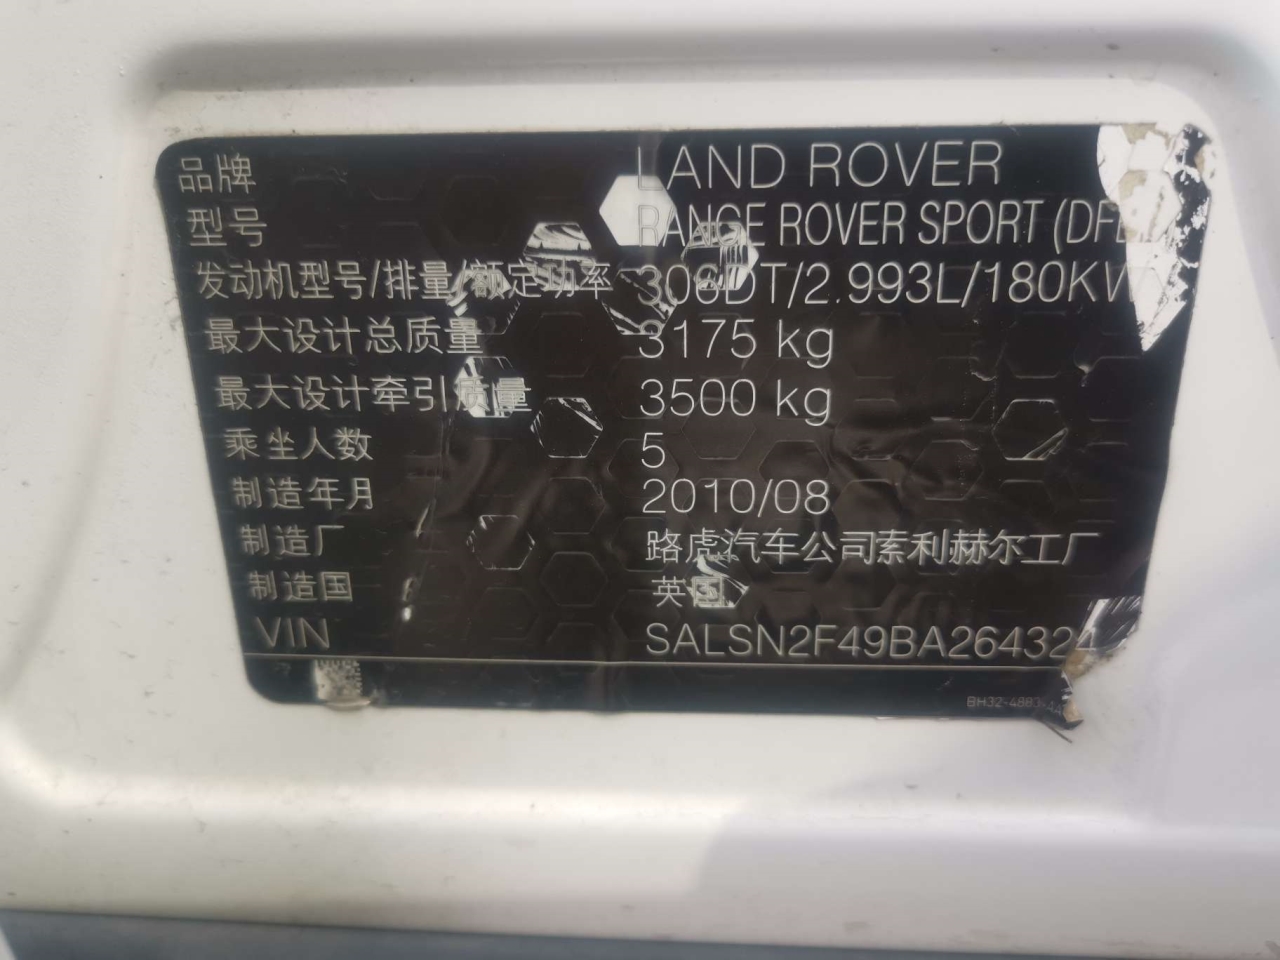 品牌 LAND ROVER
型号 RANGE ROVER SPORT
发动机型号/排量/额定功率 306DT/2.993L/180KW
最大设计总质量 3175 kg
最大设计牵引质量 3500 kg
乘坐人数 5
制造年月 2010/08
制造厂 路虎汽车公司索利赫尔工厂
制造国 英国
VIN SALSN2F49BA264324